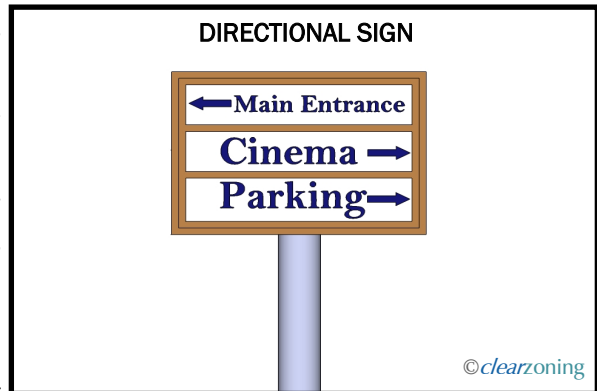 DIRECTIONAL SIGN
Main Entrance
Cinema
Parking
©clearzoning